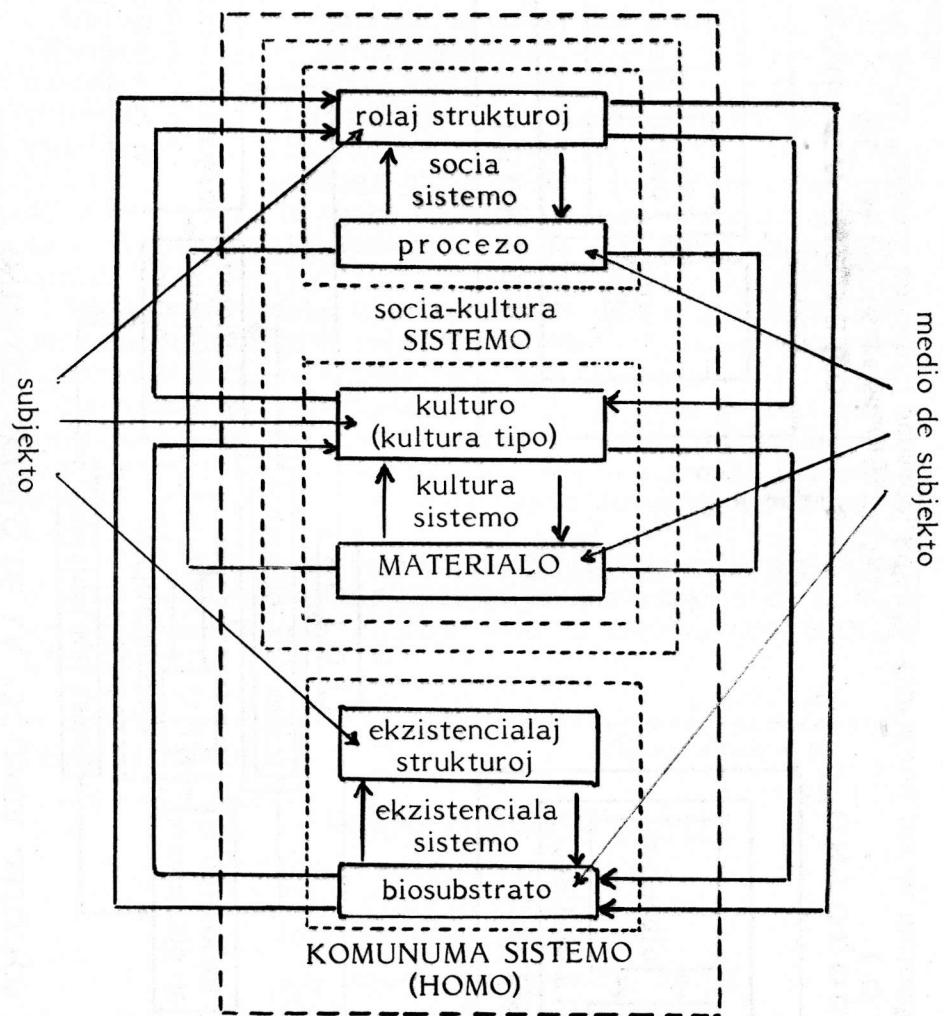 rolaj strukturoj
socia
sistemo
procezo
socia-kultura
SISTEMO
kulturo
(kultura tipo)
kultura
sistemo
MATERIALO
ekzistencialaj
strukturoj
ekzistenciala
sistemo
biosubstrato
KOMUNUMA SISTEMO
(HOMO)
subjekto
medio de subjekto